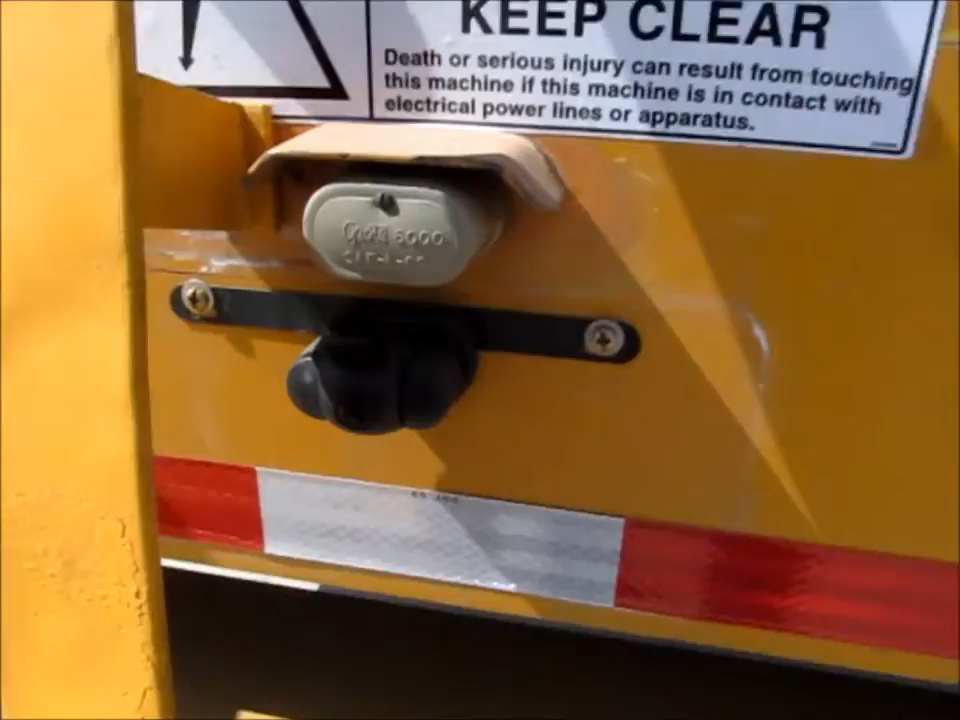 KEEP CLEAR
Death or serious injury can result from touching
this machine if this machine is in contact with
electrical power lines or apparatus.
6000